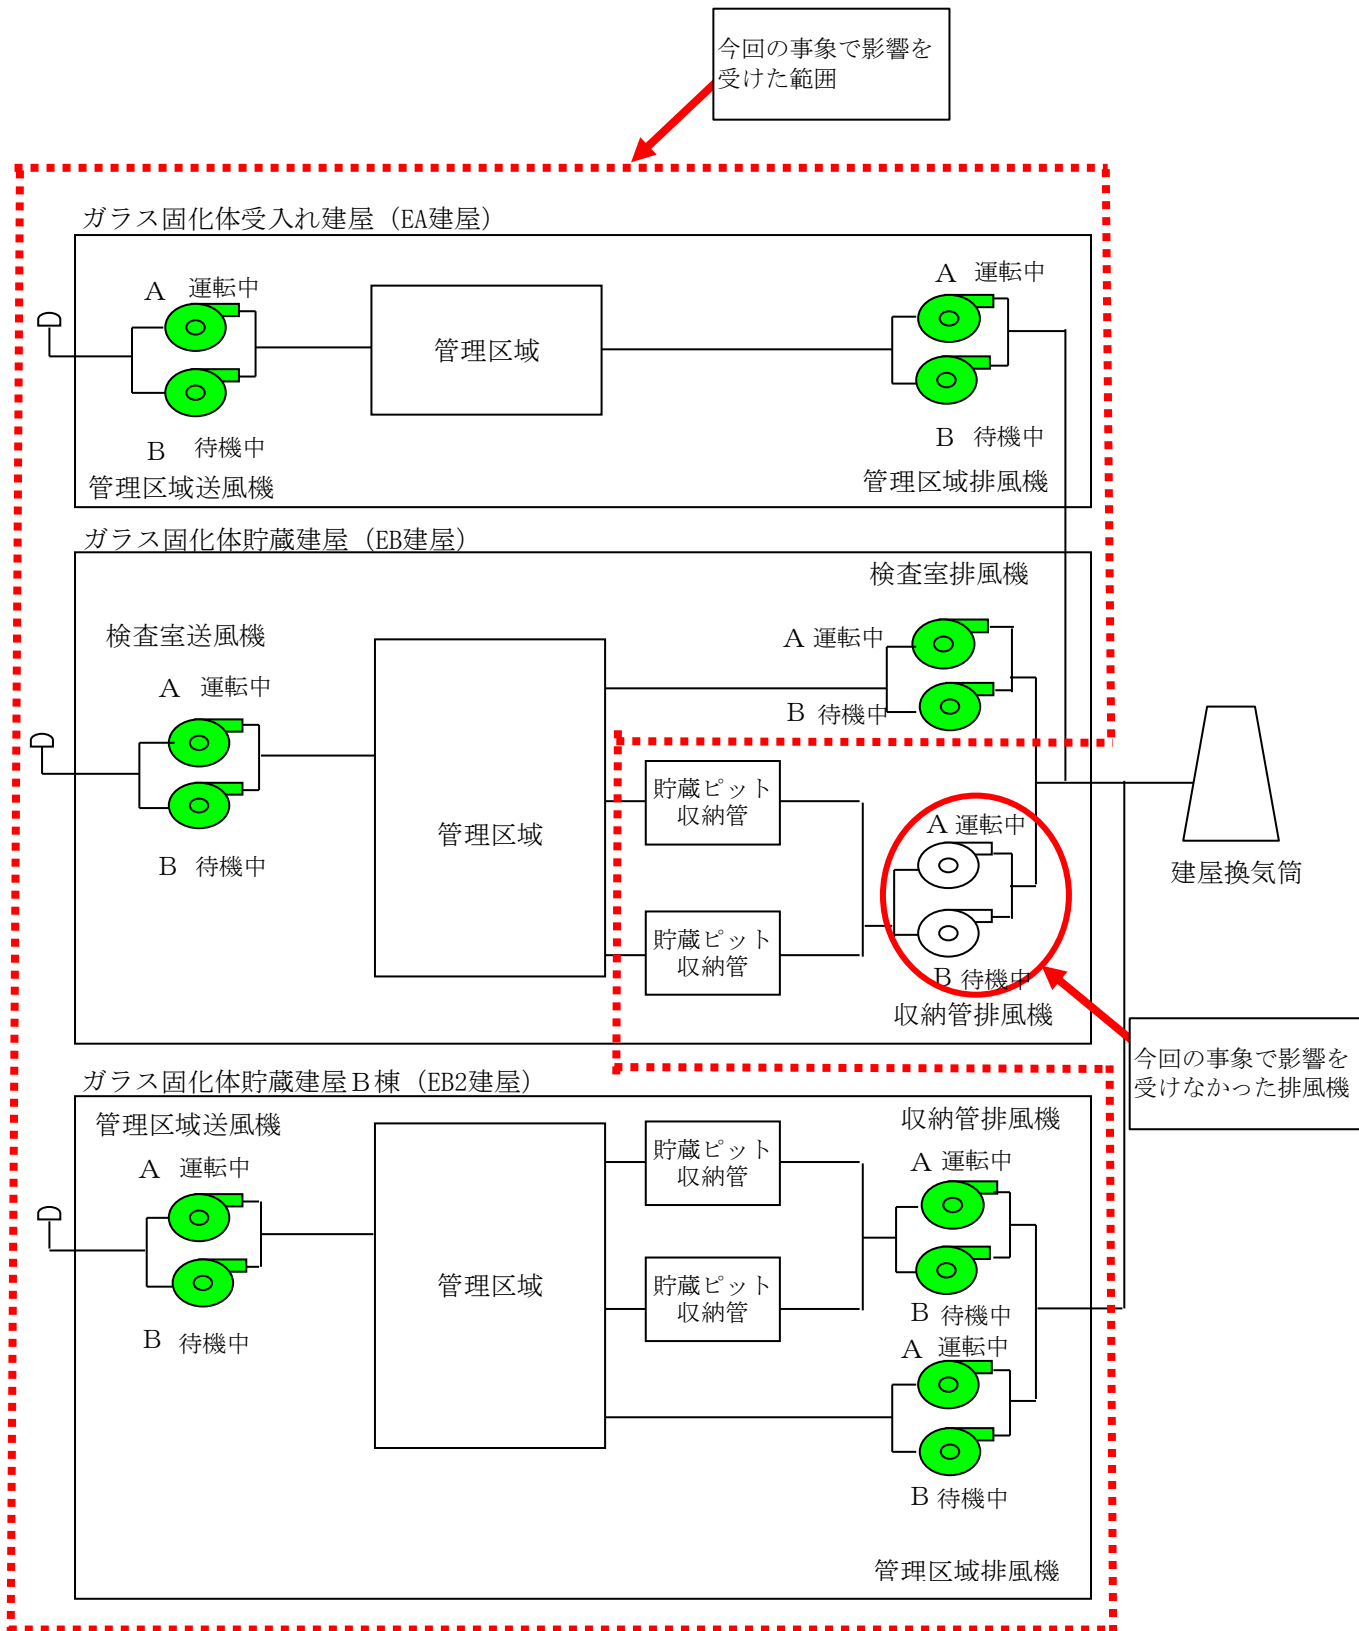 今回の事象で影響を
受けた範囲
ガラス固化体受入れ建屋（EA建屋）
A 運転中
A 運転中
管理区域
B 待機中
B 待機中
管理区域送風機
管理区域排風機
ガラス固化体貯蔵建屋（EB建屋）
検査室排風機
検査室送風機
A 運転中
A 運転中
B 待機中
貯蔵ピット
収納管
A 運転中
管理区域
B 待機中
建屋換気筒
貯蔵ピット
収納管
B 待機中
収納管排風機
今回の事象で影響を
受けなかった排風機
ガラス固化体貯蔵建屋Ｂ棟（EB2建屋）
管理区域送風機
収納管排風機
A 運転中
貯蔵ピット
収納管
A 運転中
管理区域
貯蔵ピット
収納管
B 待機中
B 待機中
A 運転中
B 待機中
管理区域排風機